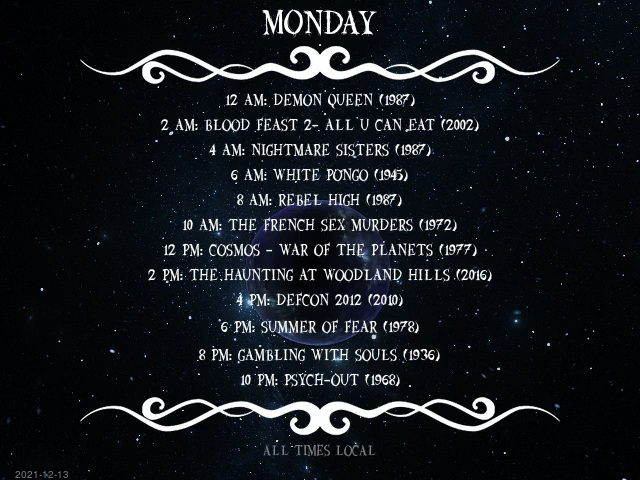 MONDAY
12 AM: DEMON QUEEN (1987)
2 AM: BLOOD FEAST 2- ALL U CAN EAT (2002)
4 AM: NIGHTMARE SISTERS (1987)
6 AM: WHITE PONGO (1945)
8 AM: REBEL HIGH (1987)
10 AM: THE FRENCH SEX MURDERS (1972)
12 PM: COSMOS - WAR OF THE PLANETS (1977)
2 PM: THE HAUNTING AT WOODLAND HILLS (2016)
4 PM: DEFCON 2012 (2010)
6 PM: SUMMER OF FEAR (1978)
8 PM: GAMBLING WITH SOULS (1936)
10 PM: PSYCH-OUT (1968)
ALL TIMES LOCAL
2021-12-13